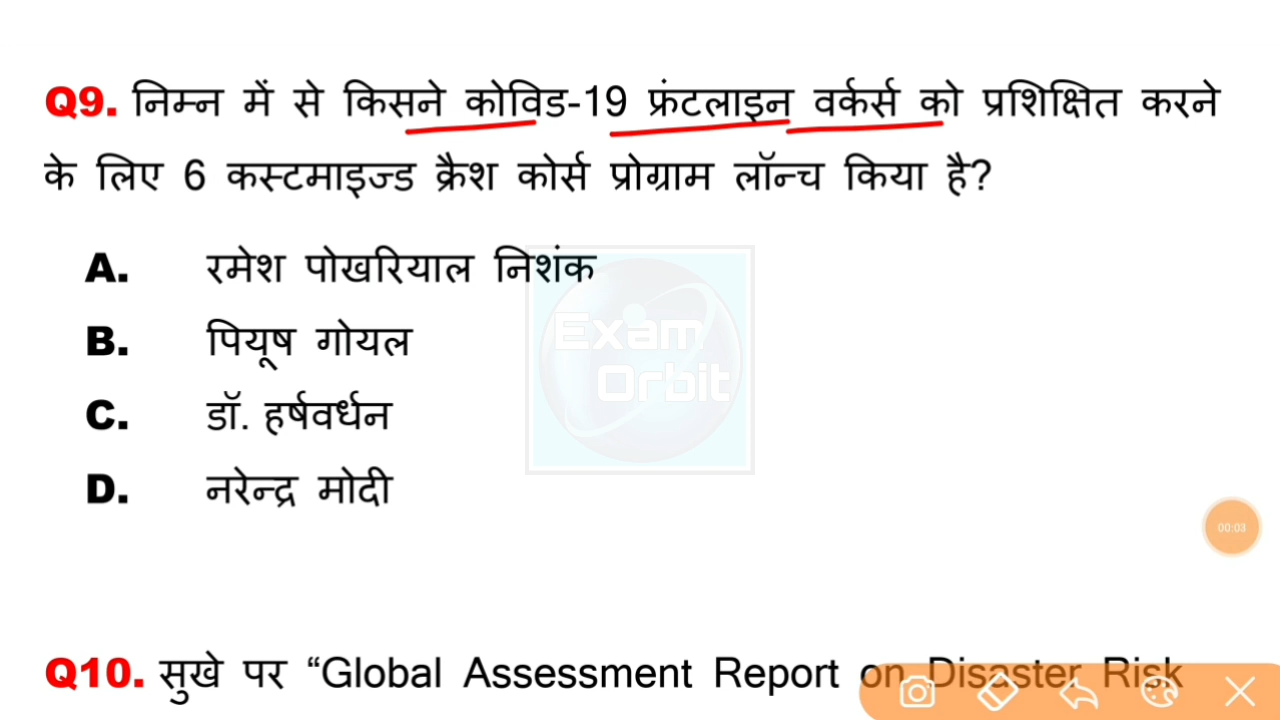 Q9. निम्न में से किसने कोविड-19 फ्रंटलाइन वर्कर्स को प्रशिक्षित करने
के लिए 6 कस्टमाइज्ड क्रैश कोर्स प्रोग्राम लॉन्च किया है?
A. रमेश पोखरियाल निशंक
B. पियूष गोयल
C. डॉ. हर्षवर्धन
D. नरेन्द्र मोदी
Exam
Orbit
00:03
Q10. सुखे पर “Global Assessment Report on Disaster Risk